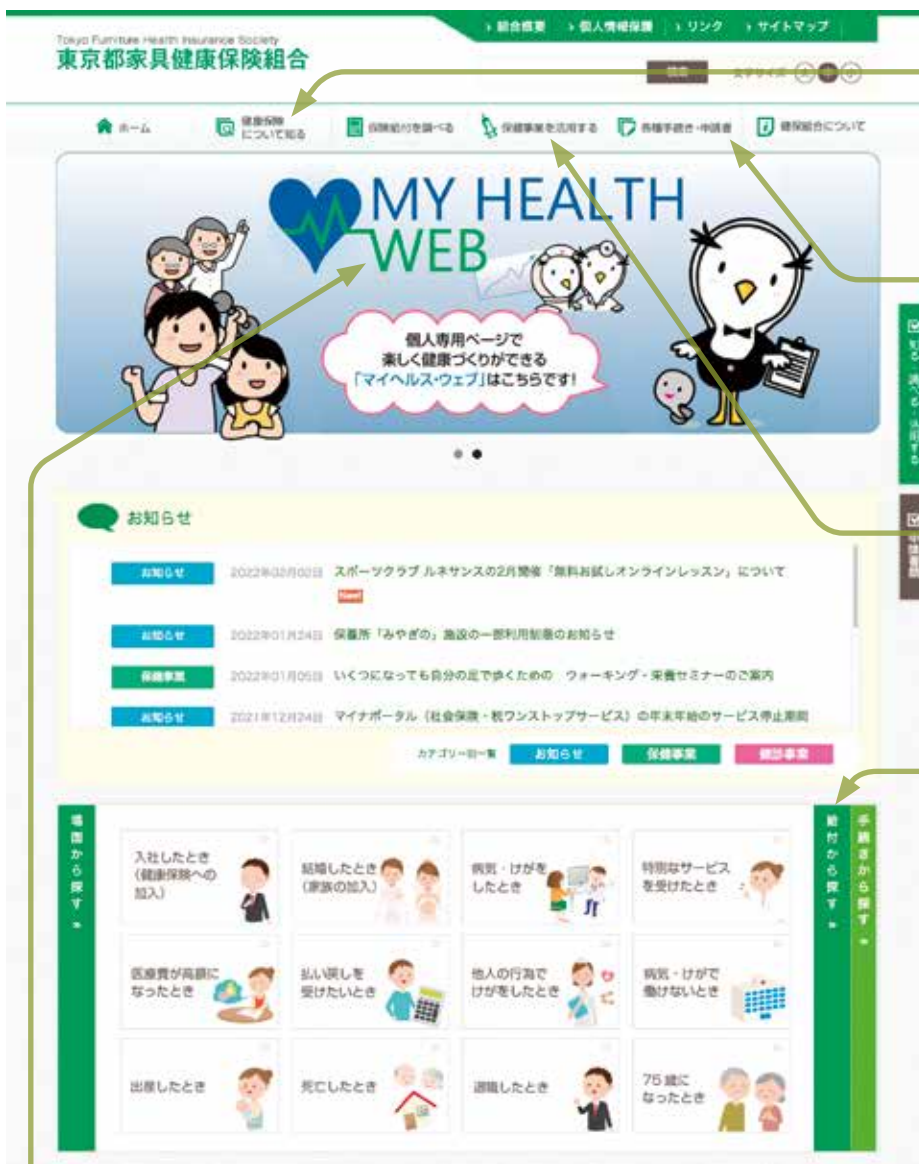 › 組合概要
› 個人情報保護
› リンク
› サイトマップ
Tokyo Furniture Health Insurance Society
東京都家具健康保険組合
文字サイズ
ホーム
健康保険
について知る
保険給付を調べる
保健事業を活用する
各種手続き・申請書
健保組合について
MY HEALTH
WEB
個人専用ページで
楽しく健康づくりができる
「マイヘルス・ウェブ」はこちらです!
お知らせ
お知らせ 2022年02月02日 スポーツクラブ ルネサンスの2月開催「無料お試しオンラインレッスン」について
New!
お知らせ 2022年01月24日 保養所「みやぎの」施設の一部利用制限のお知らせ
保健事業 2022年01月05日 いくつになっても自分の足で歩くための ウォーキング・栄養セミナーのご案内
お知らせ 2021年12月24日 マイナポータル(社会保険・税ワンストップサービス)の年末年始のサービス停止期間
カテゴリー別一覧
お知らせ
保健事業
健診事業
場面から探す »
入社したとき
(健康保険への
加入)
結婚したとき
(家族の加入)
病気・けがを
したとき
特別なサービス
を受けたとき
医療費が高額に
なったとき
払い戻しを
受けたいとき
他人の行為で
けがをしたとき
病気・けがで
働けないとき
出産したとき
死亡したとき
退職したとき
75歳に
なったとき
給付から探す »
手続きから探す »